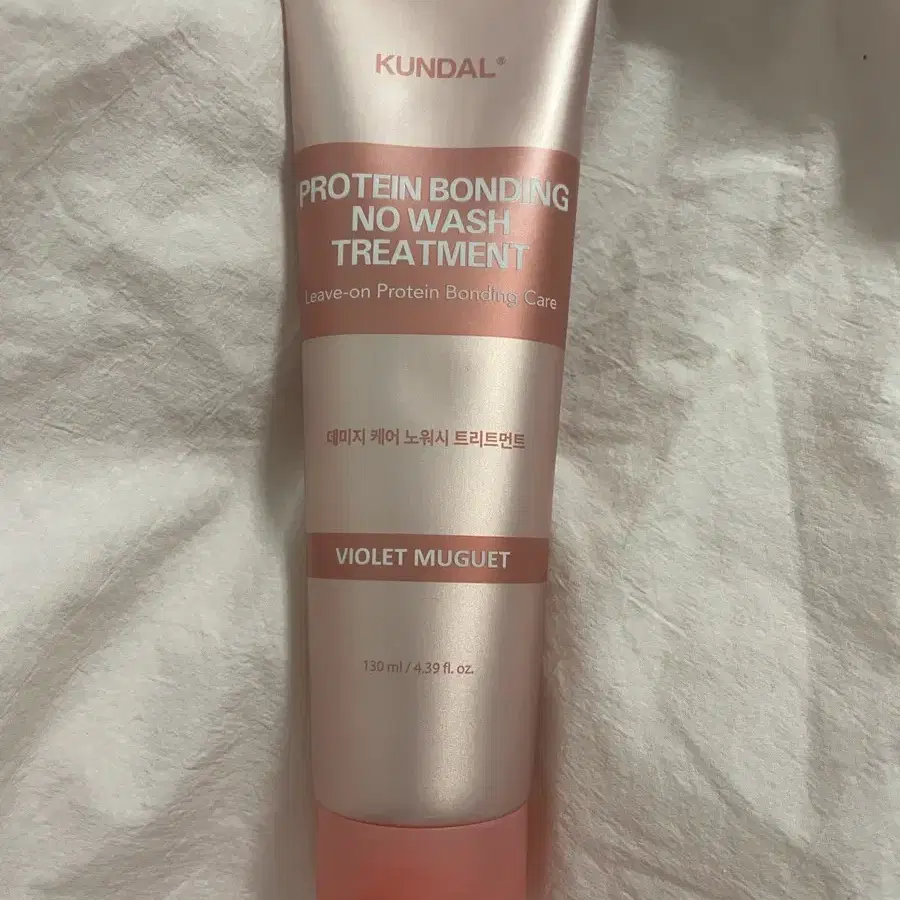 KUNDAL®
PROTEIN BONDING
NO WASH
TREATMENT
Leave-on Protein Bonding Care
데미지 케어 노워시 트리트먼트
VIOLET MUGUET
130 ml / 4.39 fl. oz.